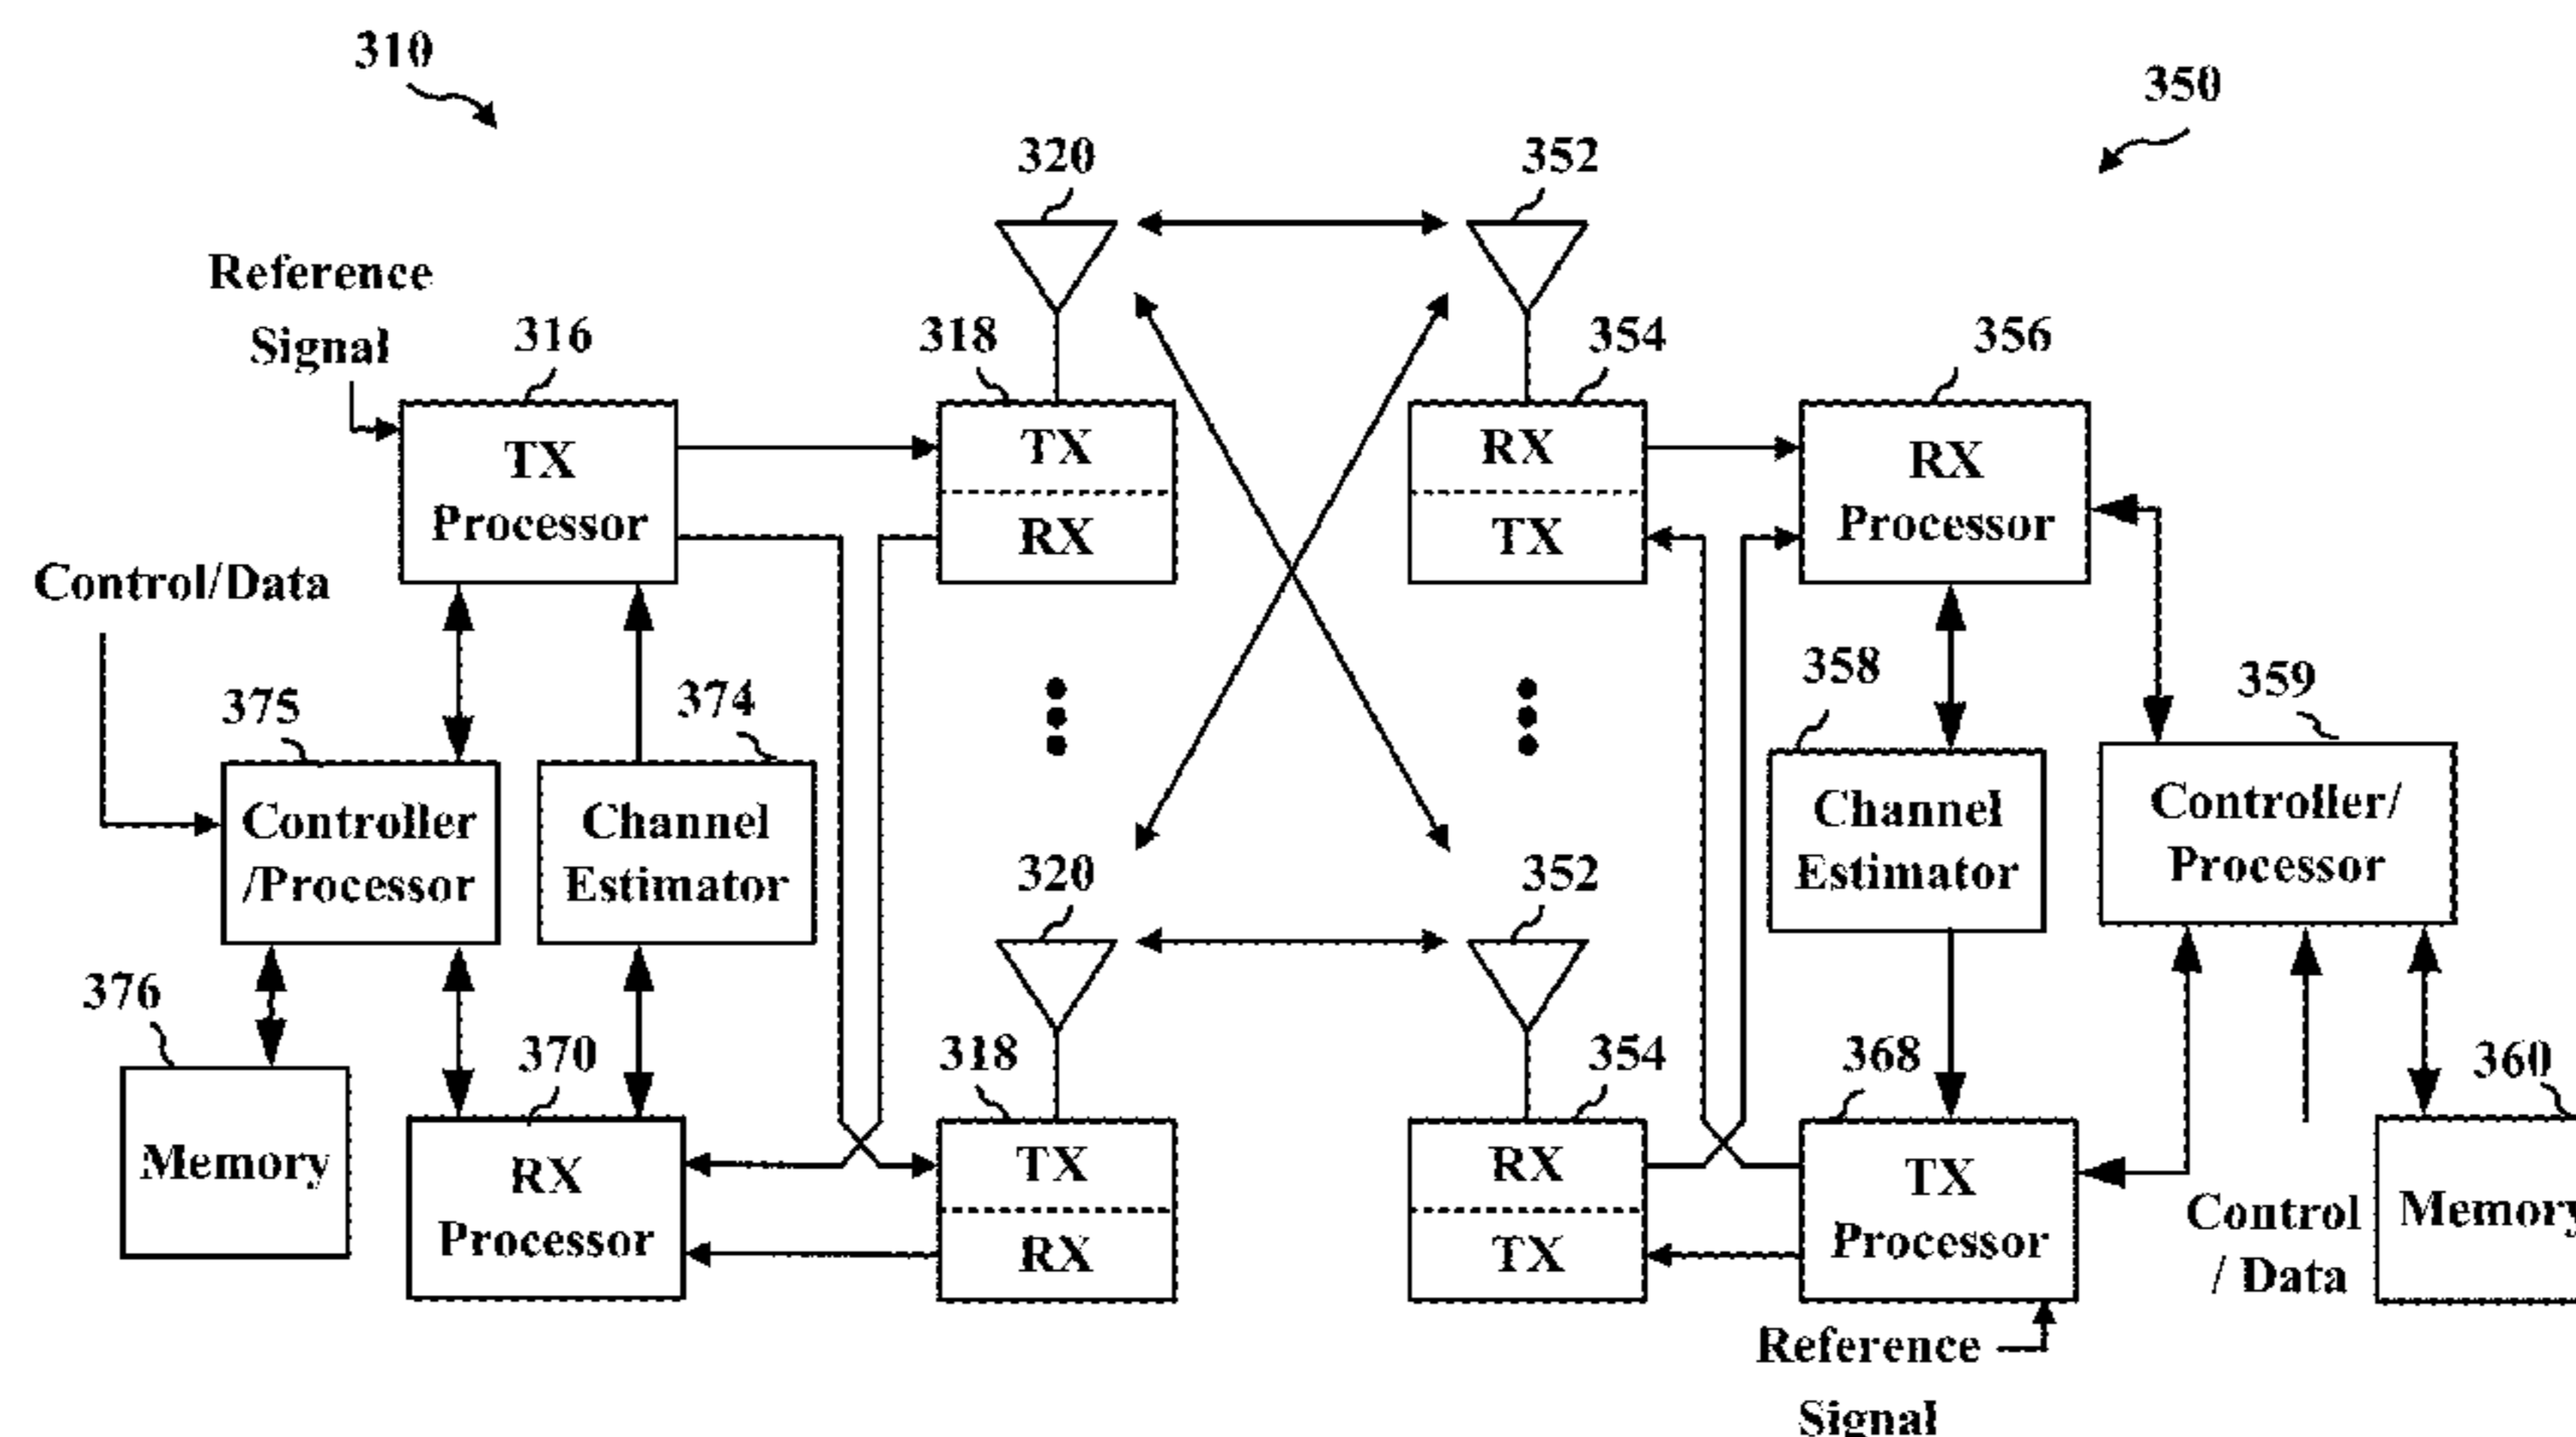 310
350
320
352
Reference
Signal
316
318
354
356
TX
Processor
TX
RX
RX
TX
RX
Processor
Control/Data
375
374
358
359
Controller
/Processor
Channel
Estimator
Channel
Estimator
Controller/
Processor
320
352
376
370
318
354
368
360
Memory
RX
Processor
TX
RX
RX
TX
TX
Processor
Control
/ Data
Memory
Reference
Signal